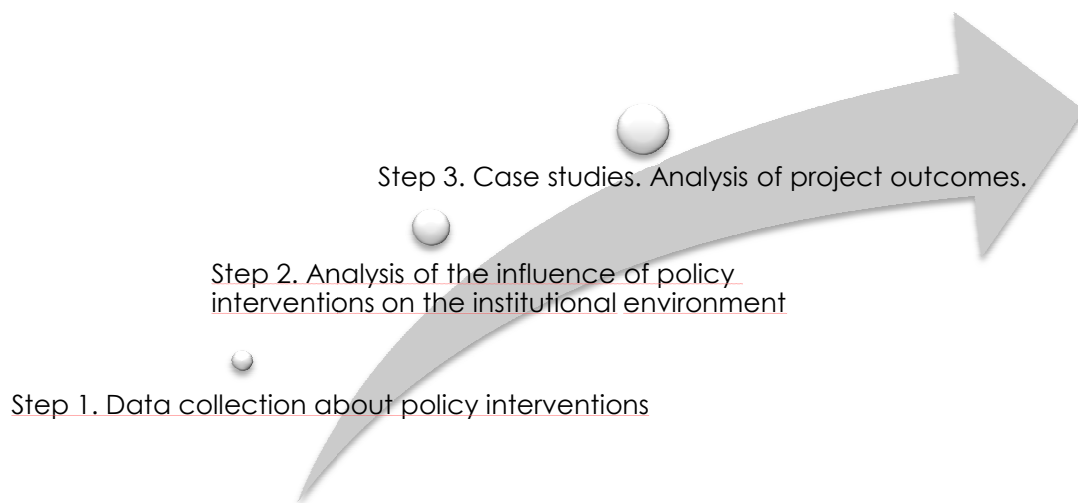 Step 3. Case studies. Analysis of project outcomes.
Step 2. Analysis of the influence of policy
interventions on the institutional environment
Step 1. Data collection about policy interventions